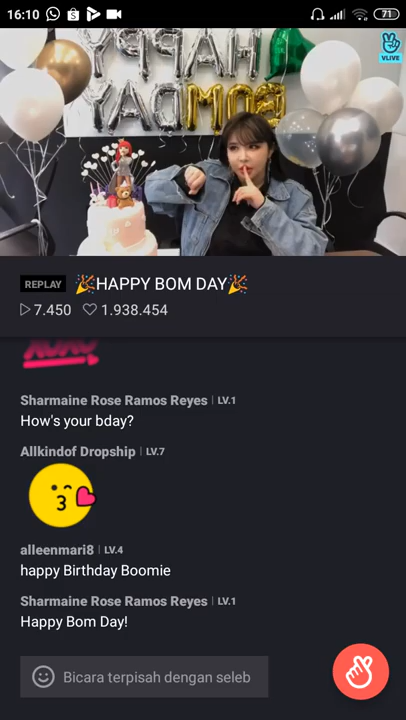 16:10
71
VLIVE
HAPPY
BOMDAY
REPLAY 🎉HAPPY BOM DAY🎉
7.450 1.938.454
XOXO
Sharmaine Rose Ramos Reyes LV.1
How's your bday?
Allkindof Dropship LV.7
alleenmari8 LV.4
happy Birthday Boomie
Sharmaine Rose Ramos Reyes LV.1
Happy Bom Day!
Bicara terpisah dengan seleb